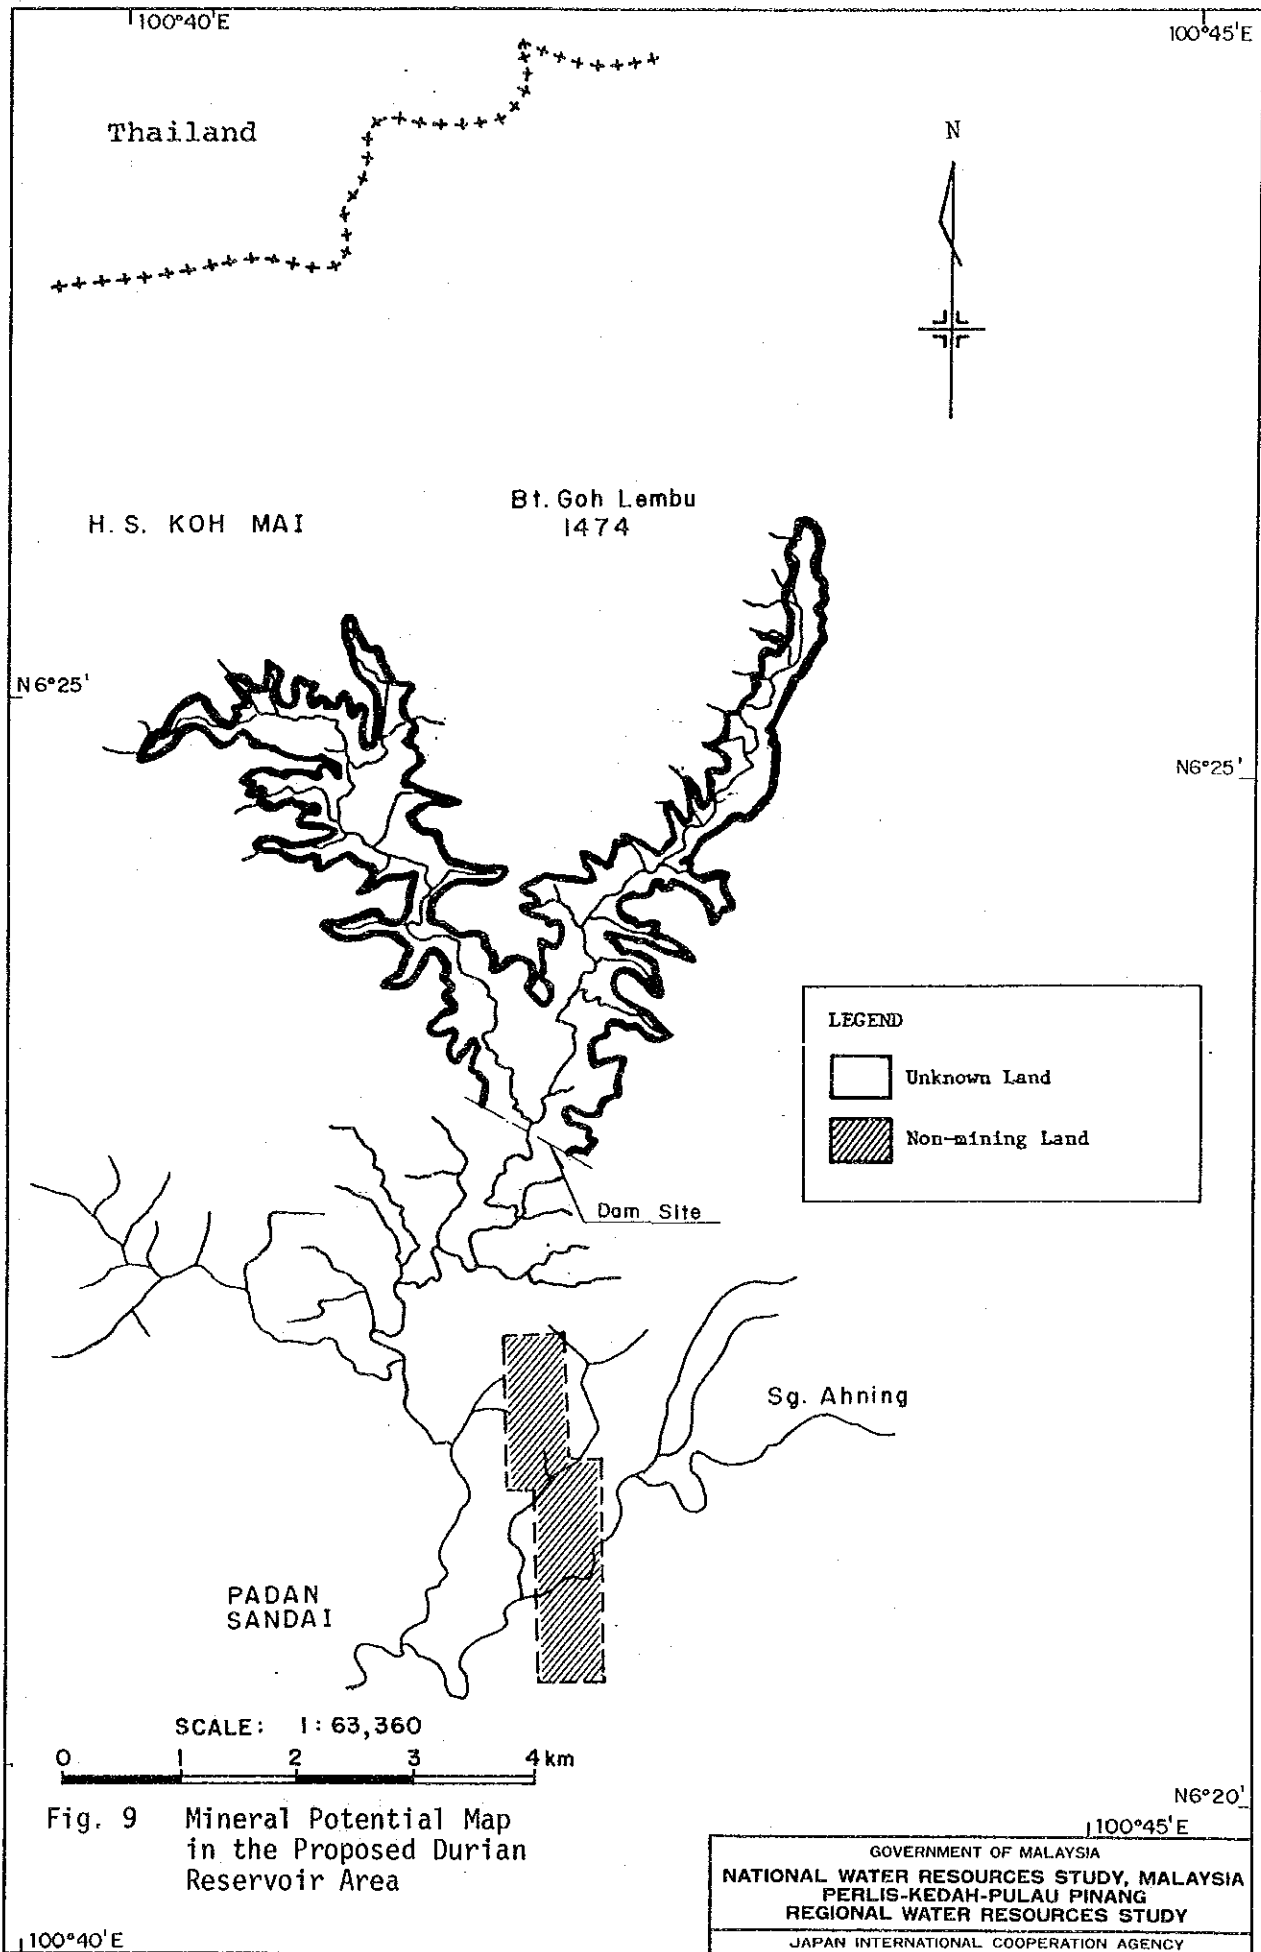 100°40'E
100°45'E
Thailand
N
Bt. Goh Lembu
1474
H. S. KOH MAI
N6°25'
N6°25'
LEGEND
Unknown Land
Non-mining Land
Dam Site
Sg. Ahning
PADAN
SANDAI
SCALE: 1:63,360
0 1 2 3 4 km
N6°20'
100°45'E
Fig. 9 Mineral Potential Map
in the Proposed Durian
Reservoir Area
GOVERNMENT OF MALAYSIA
NATIONAL WATER RESOURCES STUDY, MALAYSIA
PERLIS-KEDAH-PULAU PINANG
REGIONAL WATER RESOURCES STUDY
JAPAN INTERNATIONAL COOPERATION AGENCY
100°40'E